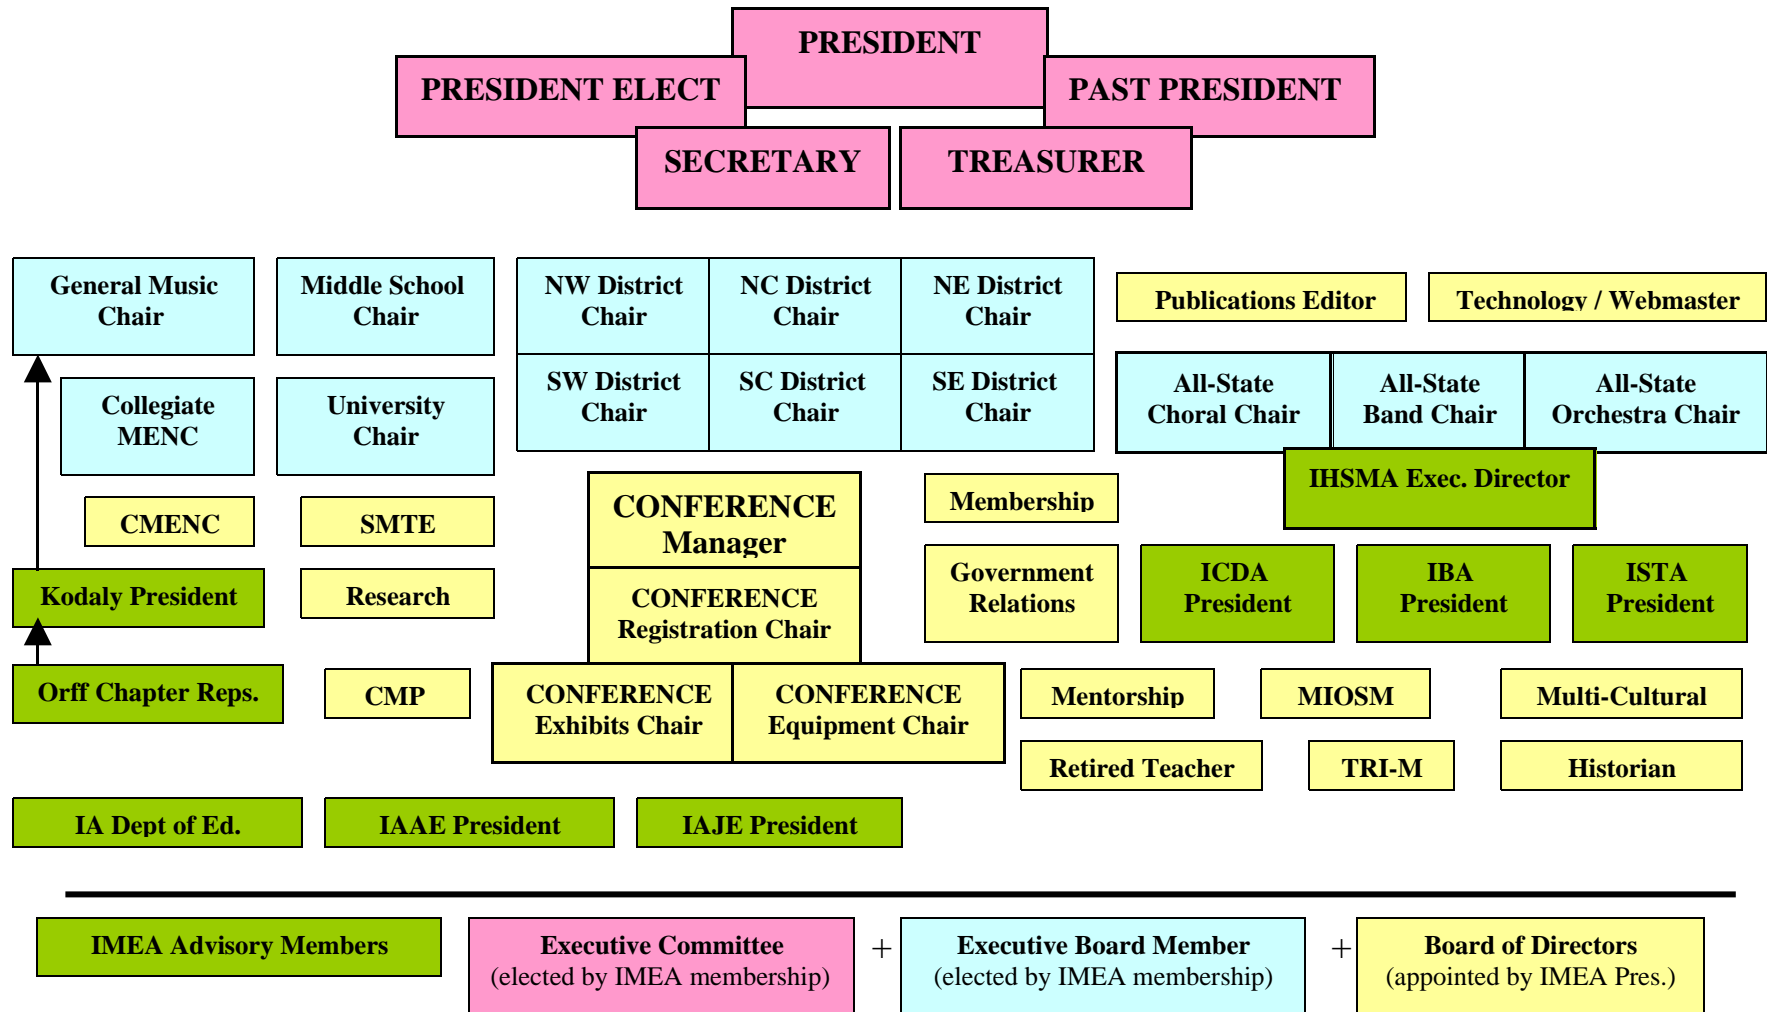 PRESIDENT
PRESIDENT ELECT
PAST PRESIDENT
SECRETARY
TREASURER
General Music
Chair
Middle School
Chair
NW District
Chair
NC District
Chair
NE District
Chair
Publications Editor
Technology / Webmaster
SW District
Chair
SC District
Chair
SE District
Chair
All-State
Choral Chair
All-State
Band Chair
All-State
Orchestra Chair
Collegiate
MENC
University
Chair
IHSMA Exec. Director
CMENC
SMTE
CONFERENCE
Manager
Membership
Kodaly President
Research
CONFERENCE
Registration Chair
Government
Relations
ICDA
President
IBA
President
ISTA
President
Orff Chapter Reps.
CMP
CONFERENCE
Exhibits Chair
CONFERENCE
Equipment Chair
Mentorship
MIOSM
Multi-Cultural
Retired Teacher
TRI-M
Historian
IA Dept of Ed.
IAAE President
IAJE President
IMEA Advisory Members
Executive Committee
(elected by IMEA membership)
+
Executive Board Member
(elected by IMEA membership)
+
Board of Directors
(appointed by IMEA Pres.)